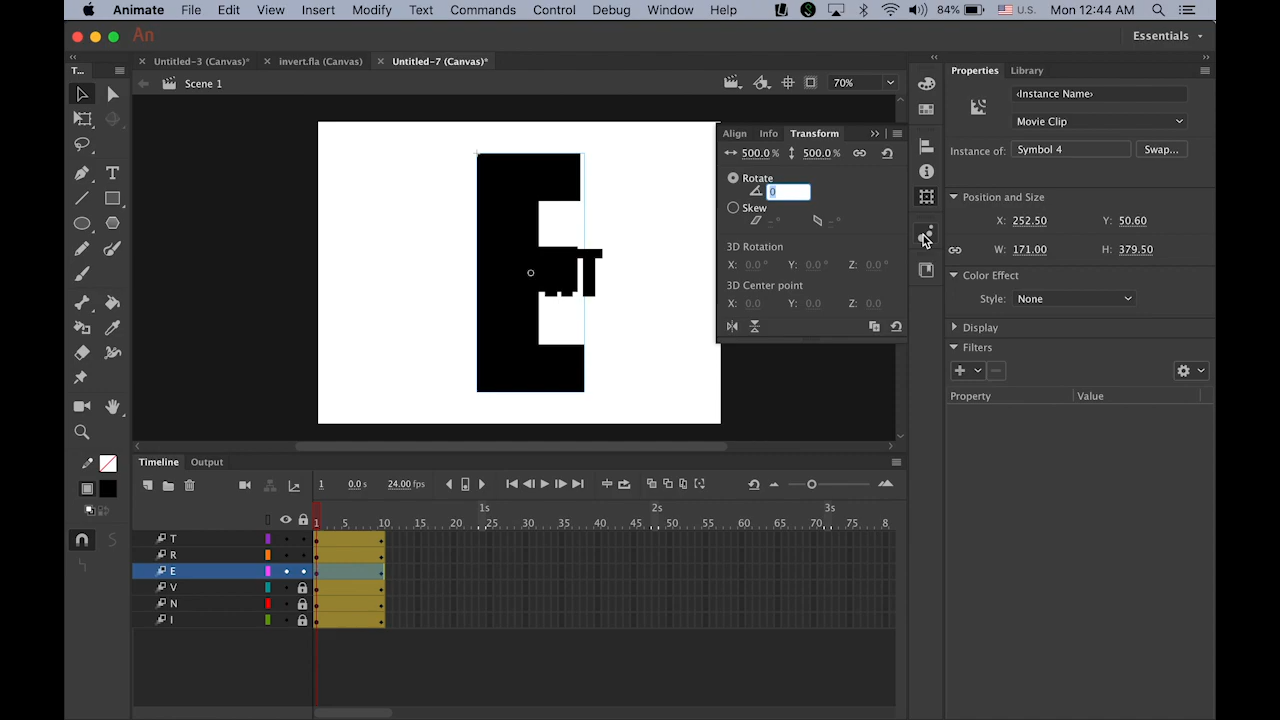 Animate File Edit View Insert Modify Text Commands Control Debug Window Help 84% U.S. Mon 12:44 AM
An Essentials
T... Untitled-3 (Canvas)* invert.fla (Canvas) Untitled-7 (Canvas)* Properties Library
Scene 1 70%
‹Instance Name›
Movie Clip
Instance of: Symbol 4 Swap...
Align Info Transform
500.0 % 500.0 %
Rotate
0
Skew
_ ° _ °
3D Rotation
X: 0.0 ° Y: 0.0 ° Z: 0.0 °
3D Center point
X: 0.0 Y: 0.0 Z: 0.0
Position and Size
X: 252.50 Y: 50.60
W: 171.00 H: 379.50
Color Effect
Style: None
Display
Filters
Property Value
E T
Timeline Output
1 0.0 s 24.00 fps
1s 2s 3s
1 5 10 15 20 25 30 35 40 45 50 55 60 65 70 75 8
T
R
E
V
N
I